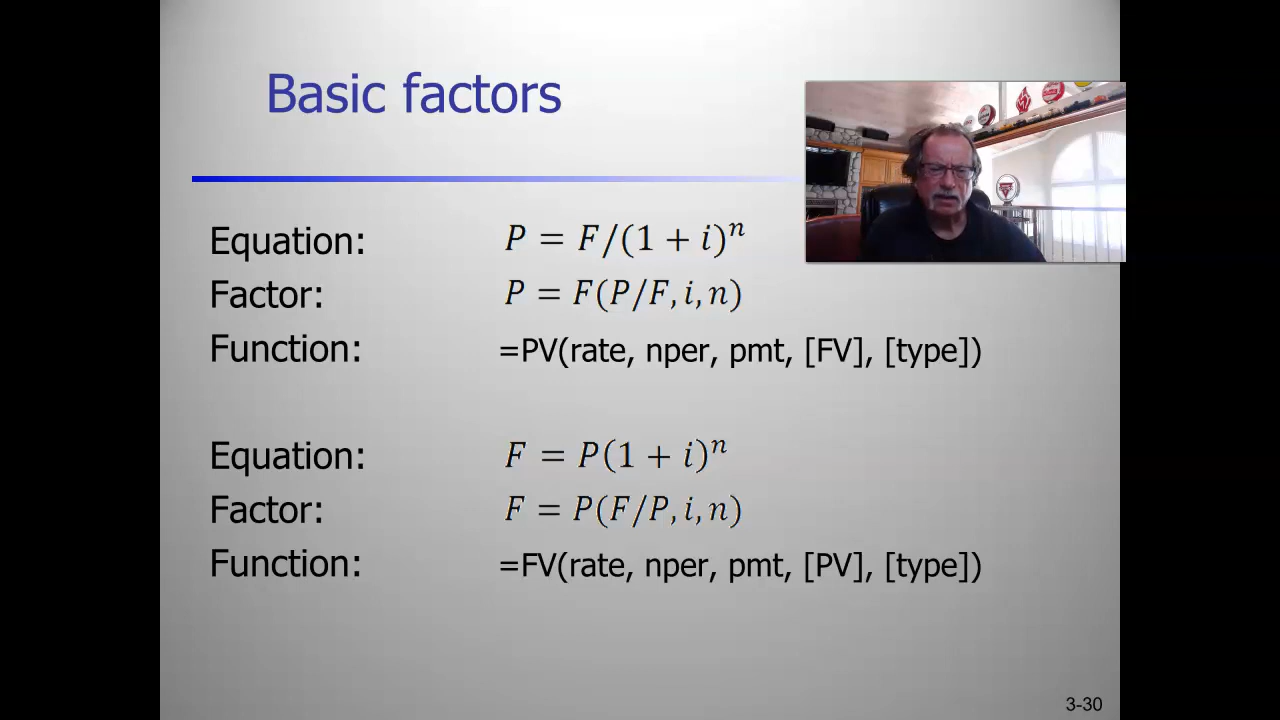 Basic factors
Equation: P = F/(1 + i)ⁿ
Factor: P = F(P/F, i, n)
Function: =PV(rate, nper, pmt, [FV], [type])
Equation: F = P(1 + i)ⁿ
Factor: F = P(F/P, i, n)
Function: =FV(rate, nper, pmt, [PV], [type])
3-30